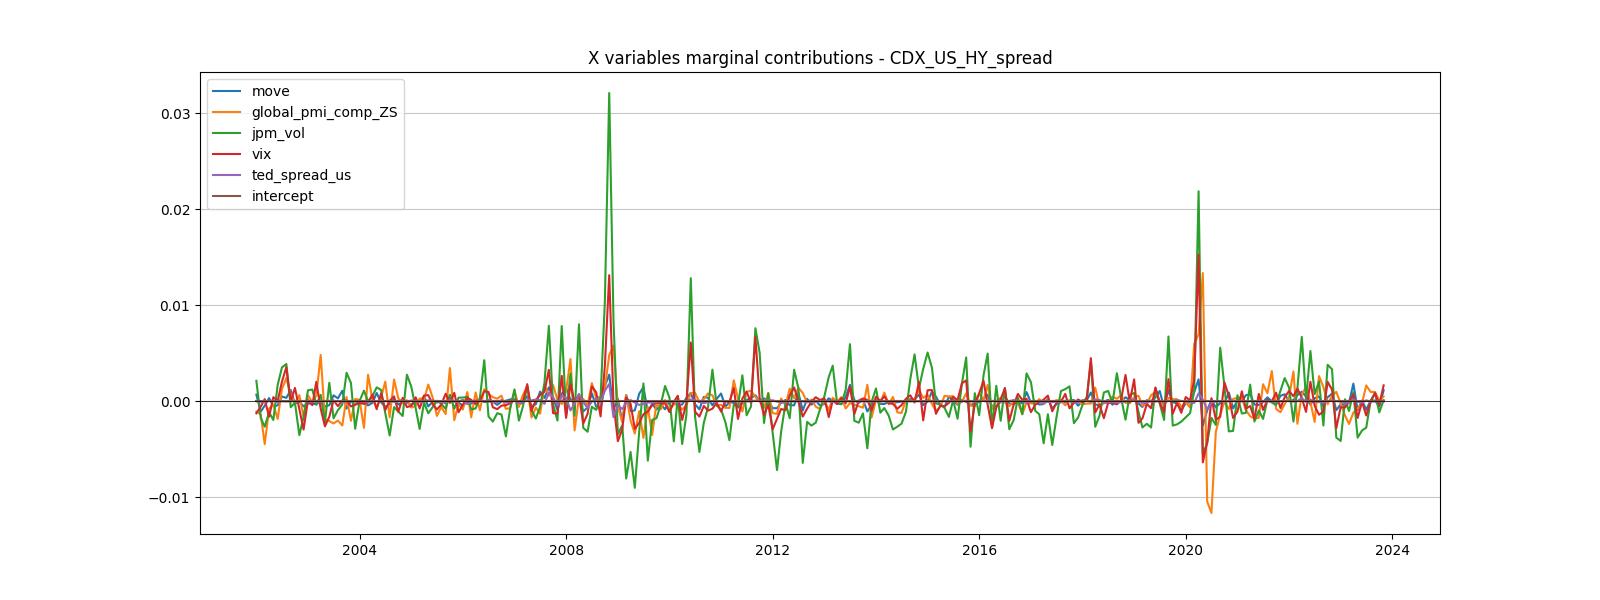 X variables marginal contributions - CDX_US_HY_spread
move
global_pmi_comp_ZS
jpm_vol
vix
ted_spread_us
intercept
0.03
0.02
0.01
0.00
−0.01
2004
2008
2012
2016
2020
2024